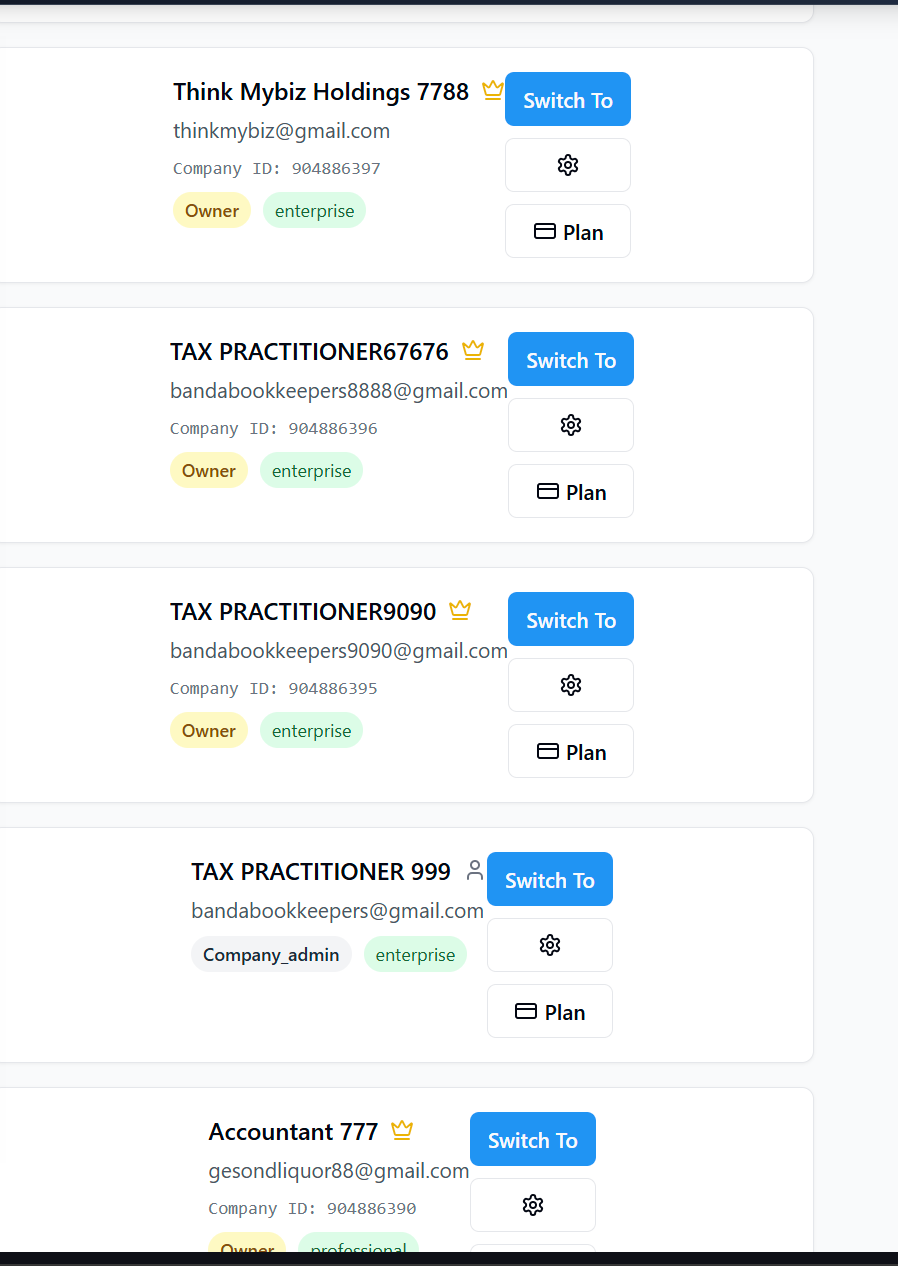 Think Mybiz Holdings 7788
Switch To
thinkmybiz@gmail.com
Company ID: 904886397
Owner enterprise
Plan
TAX PRACTITIONER67676
Switch To
bandabookkeepers8888@gmail.com
Company ID: 904886396
Owner enterprise
Plan
TAX PRACTITIONER9090
Switch To
bandabookkeepers9090@gmail.com
Company ID: 904886395
Owner enterprise
Plan
TAX PRACTITIONER 999
Switch To
bandabookkeepers@gmail.com
Company_admin enterprise
Plan
Accountant 777
Switch To
gesondliquor88@gmail.com
Company ID: 904886390
Owner professional